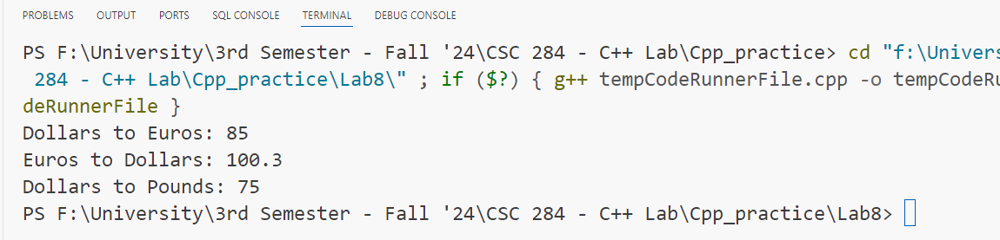 PROBLEMS OUTPUT PORTS SQL CONSOLE TERMINAL DEBUG CONSOLE
PS F:\University\3rd Semester - Fall '24\CSC 284 - C++ Lab\Cpp_practice> cd "f:\Univers
284 - C++ Lab\Cpp_practice\Lab8\" ; if ($?) { g++ tempCodeRunnerFile.cpp -o tempCodeRu
deRunnerFile }
Dollars to Euros: 85
Euros to Dollars: 100.3
Dollars to Pounds: 75
PS F:\University\3rd Semester - Fall '24\CSC 284 - C++ Lab\Cpp_practice\Lab8>